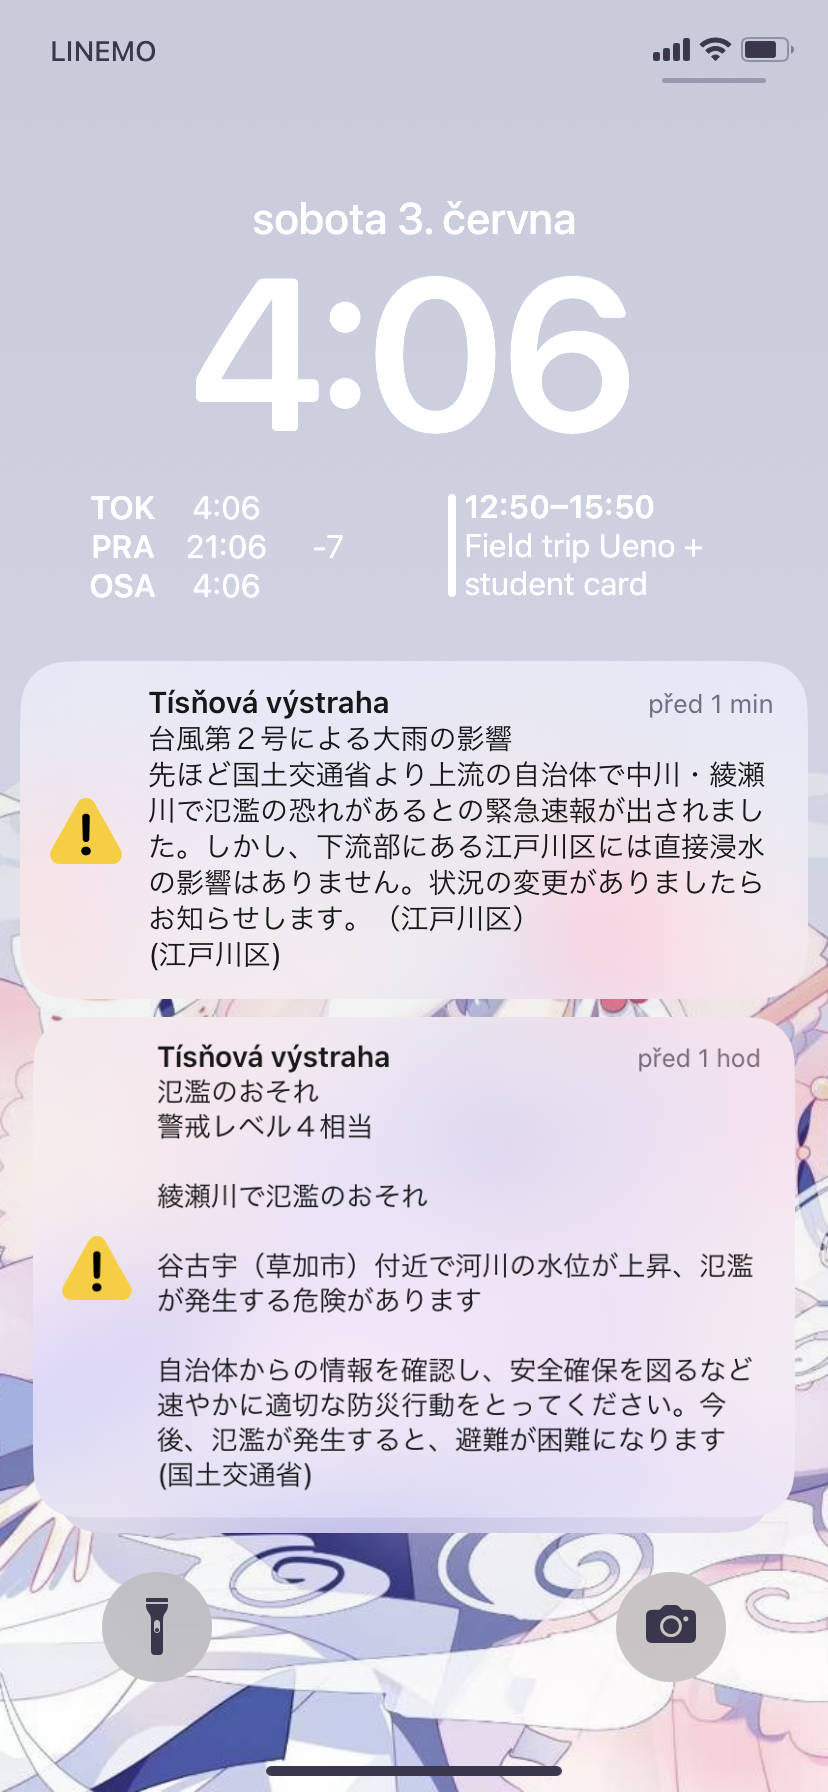 LINEMO
sobota 3. června
4:06
TOK 4:06
PRA 21:06 -7
OSA 4:06
12:50–15:50
Field trip Ueno +
student card
Tísňová výstraha před 1 min
台風第２号による大雨の影響
先ほど国土交通省より上流の自治体で中川・綾瀬
川で氾濫の恐れがあるとの緊急速報が出されまし
た。しかし、下流部にある江戸川区には直接浸水
の影響はありません。状況の変更がありましたら
お知らせします。（江戸川区）
(江戸川区)
Tísňová výstraha před 1 hod
氾濫のおそれ
警戒レベル４相当
綾瀬川で氾濫のおそれ
谷古宇（草加市）付近で河川の水位が上昇、氾濫
が発生する危険があります
自治体からの情報を確認し、安全確保を図るなど
速やかに適切な防災行動をとってください。今
後、氾濫が発生すると、避難が困難になります
(国土交通省)